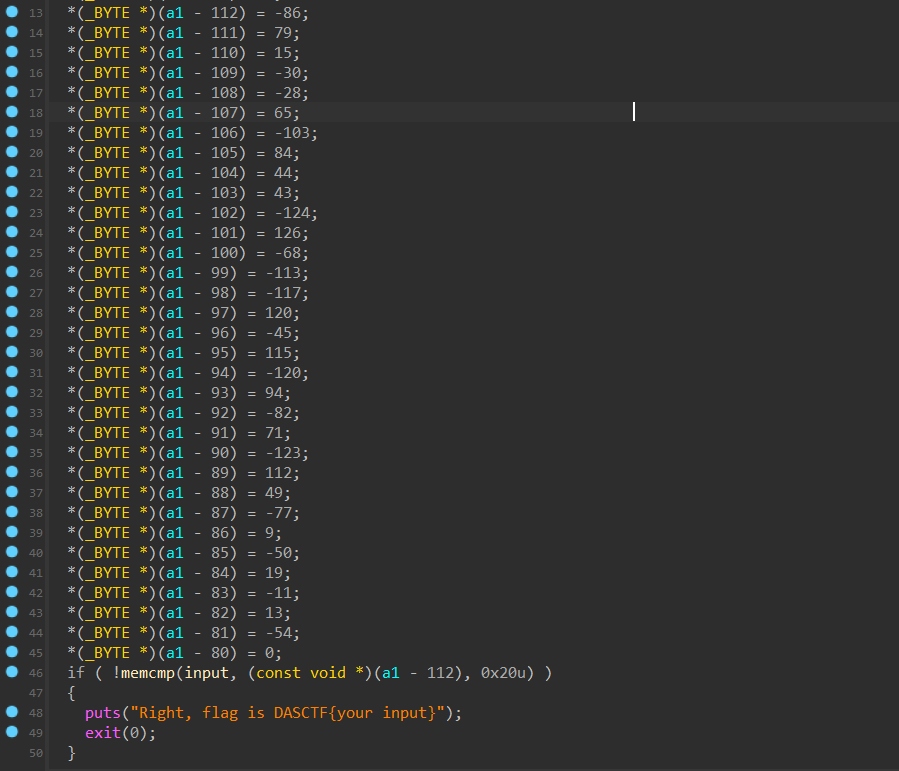 13 *(_BYTE *)(a1 - 112) = -86;
14 *(_BYTE *)(a1 - 111) = 79;
15 *(_BYTE *)(a1 - 110) = 15;
16 *(_BYTE *)(a1 - 109) = -30;
17 *(_BYTE *)(a1 - 108) = -28;
18 *(_BYTE *)(a1 - 107) = 65;
19 *(_BYTE *)(a1 - 106) = -103;
20 *(_BYTE *)(a1 - 105) = 84;
21 *(_BYTE *)(a1 - 104) = 44;
22 *(_BYTE *)(a1 - 103) = 43;
23 *(_BYTE *)(a1 - 102) = -124;
24 *(_BYTE *)(a1 - 101) = 126;
25 *(_BYTE *)(a1 - 100) = -68;
26 *(_BYTE *)(a1 - 99) = -113;
27 *(_BYTE *)(a1 - 98) = -117;
28 *(_BYTE *)(a1 - 97) = 120;
29 *(_BYTE *)(a1 - 96) = -45;
30 *(_BYTE *)(a1 - 95) = 115;
31 *(_BYTE *)(a1 - 94) = -120;
32 *(_BYTE *)(a1 - 93) = 94;
33 *(_BYTE *)(a1 - 92) = -82;
34 *(_BYTE *)(a1 - 91) = 71;
35 *(_BYTE *)(a1 - 90) = -123;
36 *(_BYTE *)(a1 - 89) = 112;
37 *(_BYTE *)(a1 - 88) = 49;
38 *(_BYTE *)(a1 - 87) = -77;
39 *(_BYTE *)(a1 - 86) = 9;
40 *(_BYTE *)(a1 - 85) = -50;
41 *(_BYTE *)(a1 - 84) = 19;
42 *(_BYTE *)(a1 - 83) = -11;
43 *(_BYTE *)(a1 - 82) = 13;
44 *(_BYTE *)(a1 - 81) = -54;
45 *(_BYTE *)(a1 - 80) = 0;
46 if ( !memcmp(input, (const void *)(a1 - 112), 0x20u) )
47 {
48 puts("Right, flag is DASCTF{your input}");
49 exit(0);
50 }